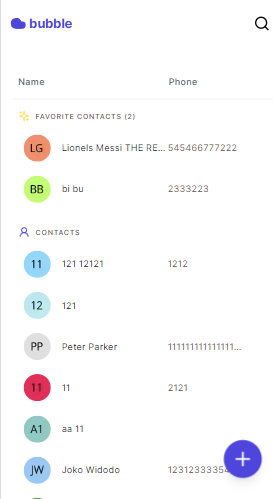 bubble
Name Phone
FAVORITE CONTACTS (2)
LG Lionels Messi THE RE... 545466777222
BB bi bu 2333223
CONTACTS
11 121 12121 1212
12 121
PP Peter Parker 111111111111111...
11 11 2121
A1 aa 11
JW Joko Widodo 12312333354